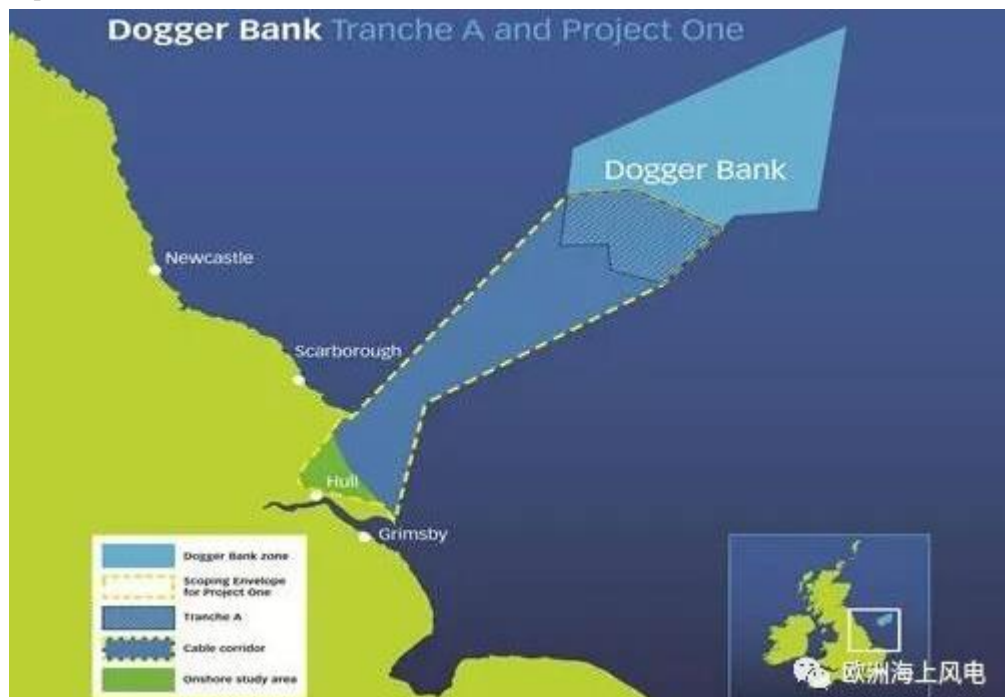 Dogger Bank Tranche A and Project One
Dogger Bank
Newcastle
Scarborough
Hull
Grimsby
Dogger Bank zone
Scoping Envelope
for Project One
Tranche A
Cable corridor
Onshore study area
欧洲海上风电